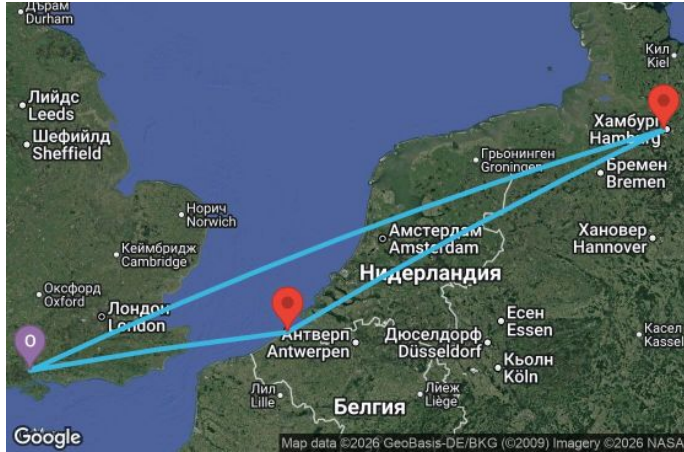 Дърам
Durham
Кил
Kiel
Лийдс
Leeds
Шефийлд
Sheffield
Хамбург
Hamburg
Грьонинген
Groningen
Бремен
Bremen
Норич
Norwich
Амстердам
Amsterdam
Хановер
Hannover
Кеймбридж
Cambridge
Нидерландия
Оксфорд
Oxford
Лондон
London
Есен
Essen
O
Антверп
Antwerpen
Дюселдорф
Düsseldorf
Касел
Kassel
Кьолн
Köln
Лил
Lille
Лиеж
Liège
Белгия
Google
Map data ©2026 GeoBasis-DE/BKG (©2009) Imagery ©2026 NASA